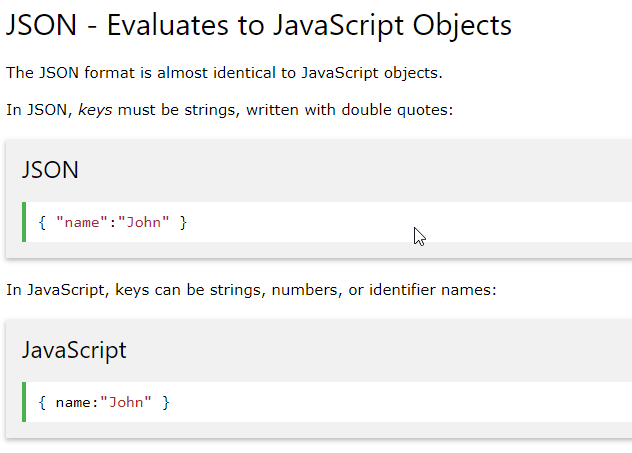 JSON - Evaluates to JavaScript Objects
The JSON format is almost identical to JavaScript objects.
In JSON, keys must be strings, written with double quotes:
JSON
{ "name":"John" }
In JavaScript, keys can be strings, numbers, or identifier names:
JavaScript
{ name:"John" }